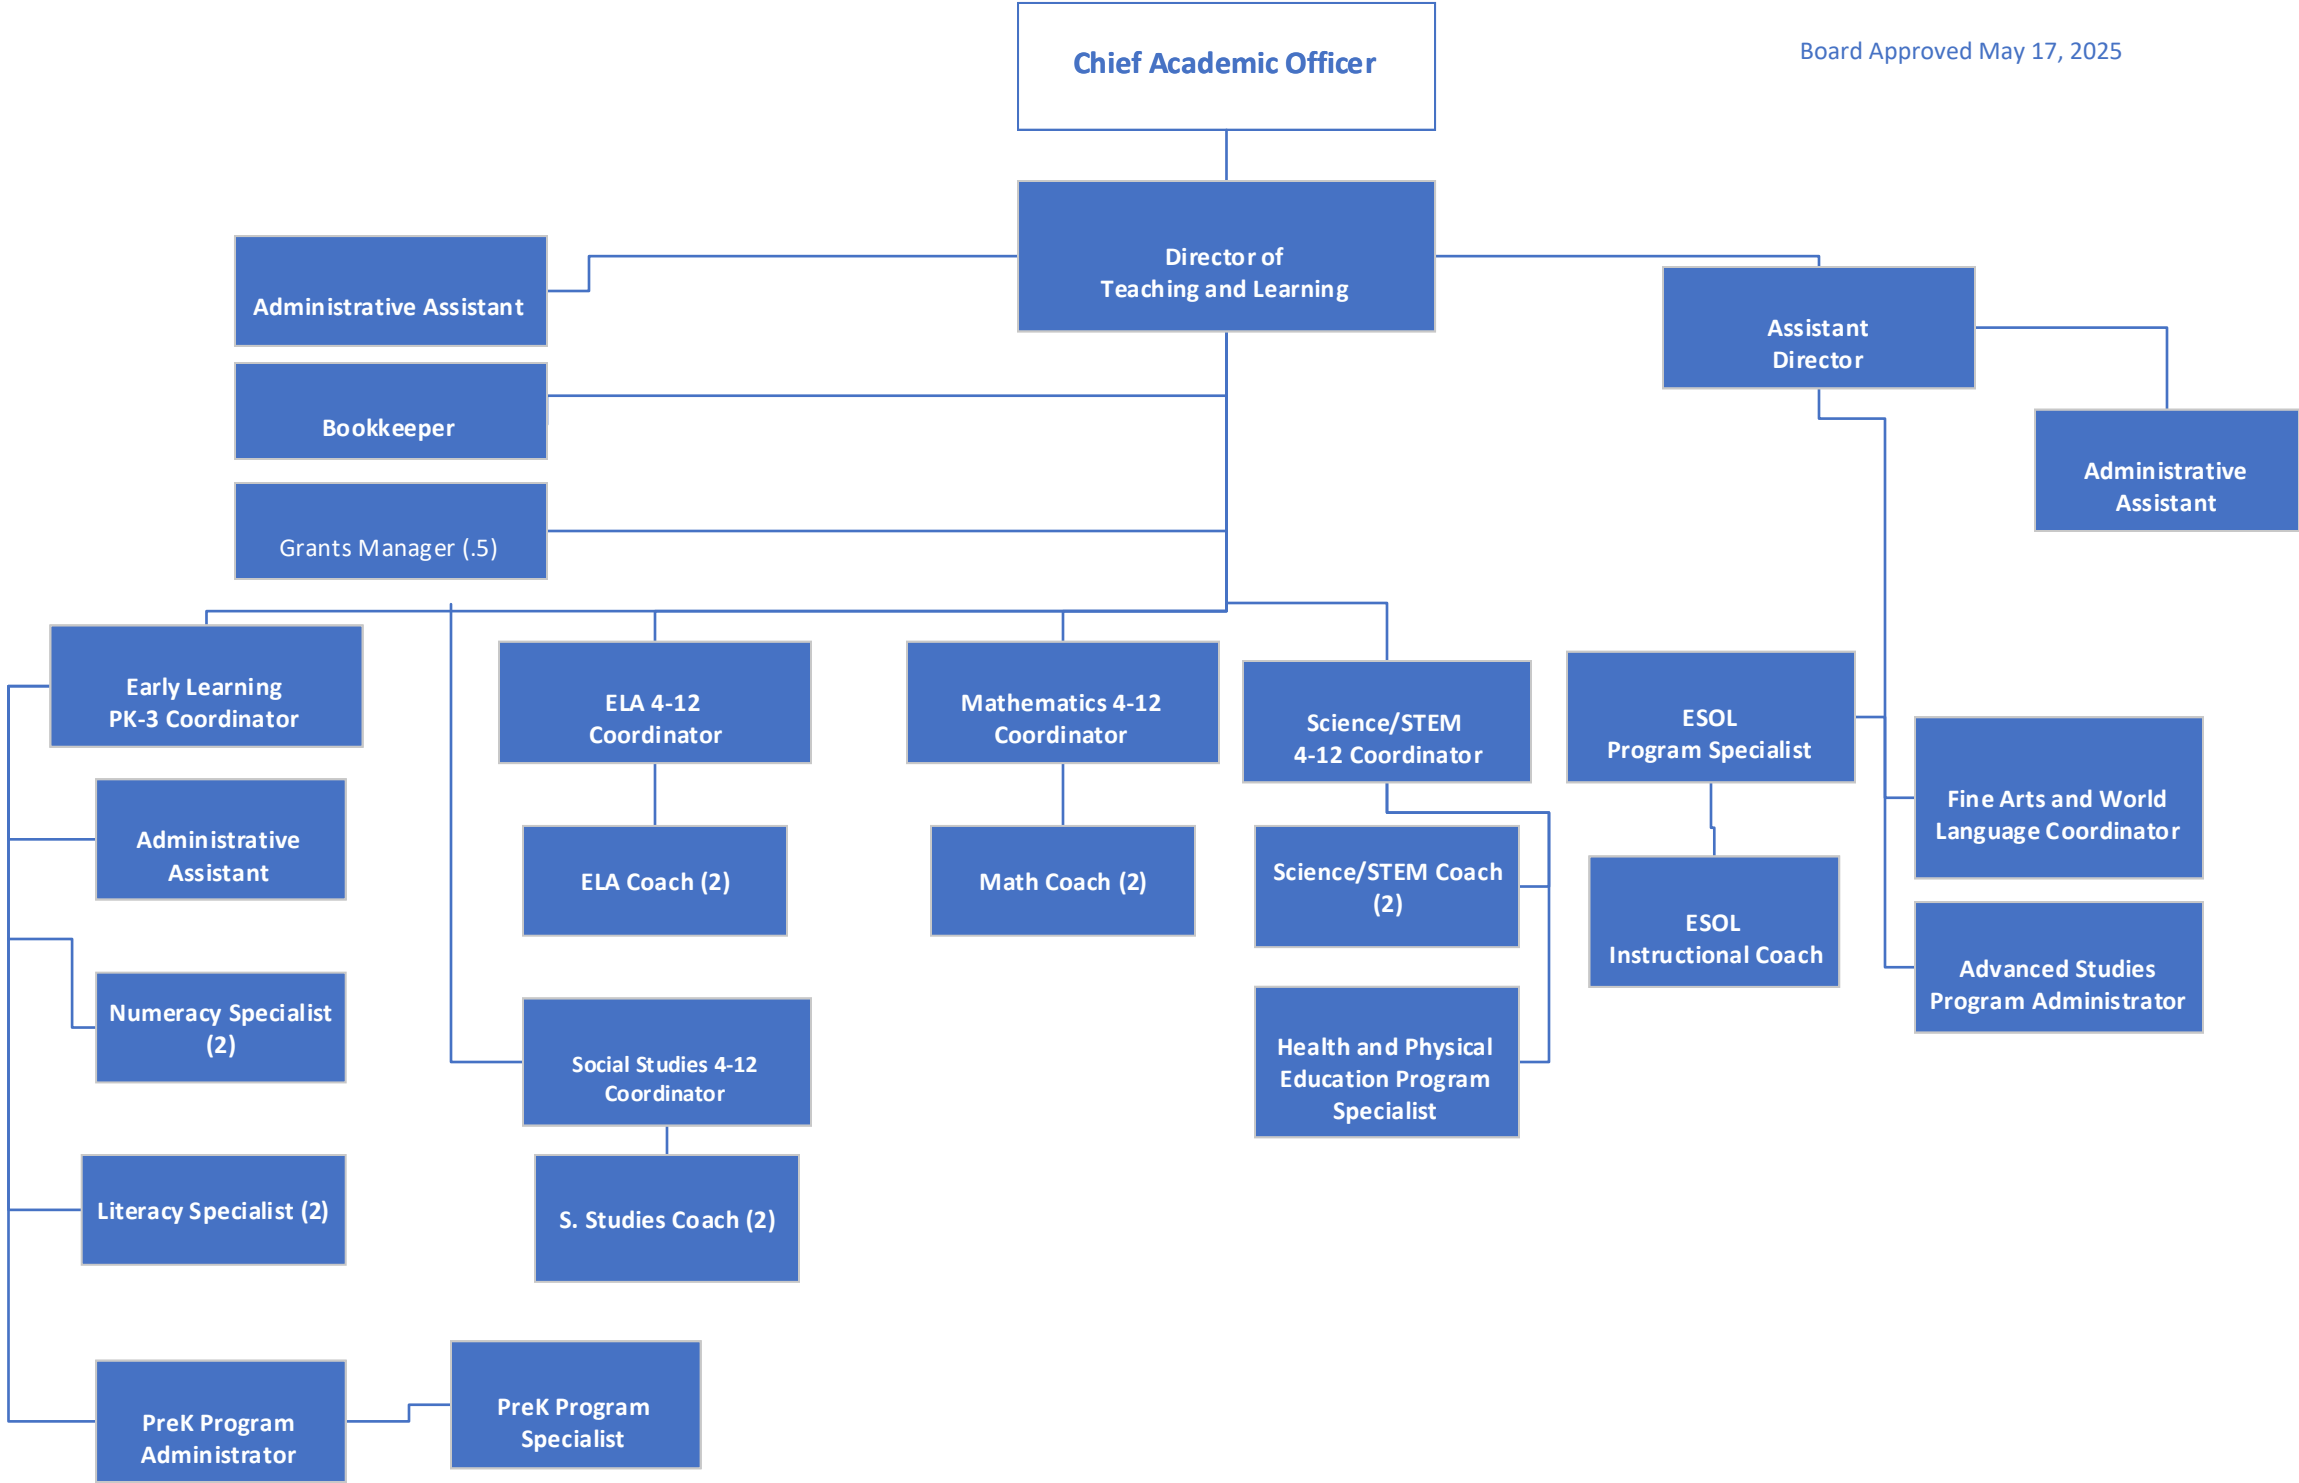 Chief Academic Officer
Board Approved May 17, 2025
Director of
Teaching and Learning
Administrative Assistant
Assistant
Director
Bookkeeper
Administrative
Assistant
Grants Manager (.5)
Early Learning
PK-3 Coordinator
ELA 4-12
Coordinator
Mathematics 4-12
Coordinator
Science/STEM
4-12 Coordinator
ESOL
Program Specialist
Fine Arts and World
Language Coordinator
Administrative
Assistant
ELA Coach (2)
Math Coach (2)
Science/STEM Coach
(2)
ESOL
Instructional Coach
Advanced Studies
Program Administrator
Numeracy Specialist
(2)
Social Studies 4-12
Coordinator
Health and Physical
Education Program
Specialist
Literacy Specialist (2)
S. Studies Coach (2)
PreK Program
Administrator
PreK Program
Specialist